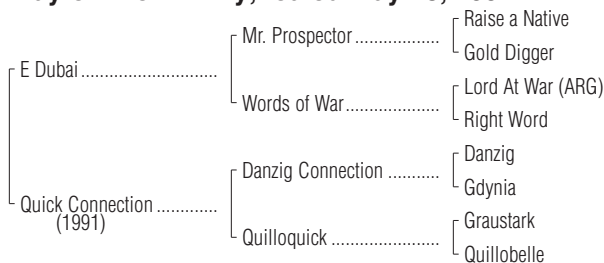 Raise a Native
Mr. Prospector
Gold Digger
E Dubai
Lord At War (ARG)
Words of War
Right Word
Danzig
Danzig Connection
Gdynia
Quick Connection
(1991)
Graustark
Quilloquick
Quillobelle